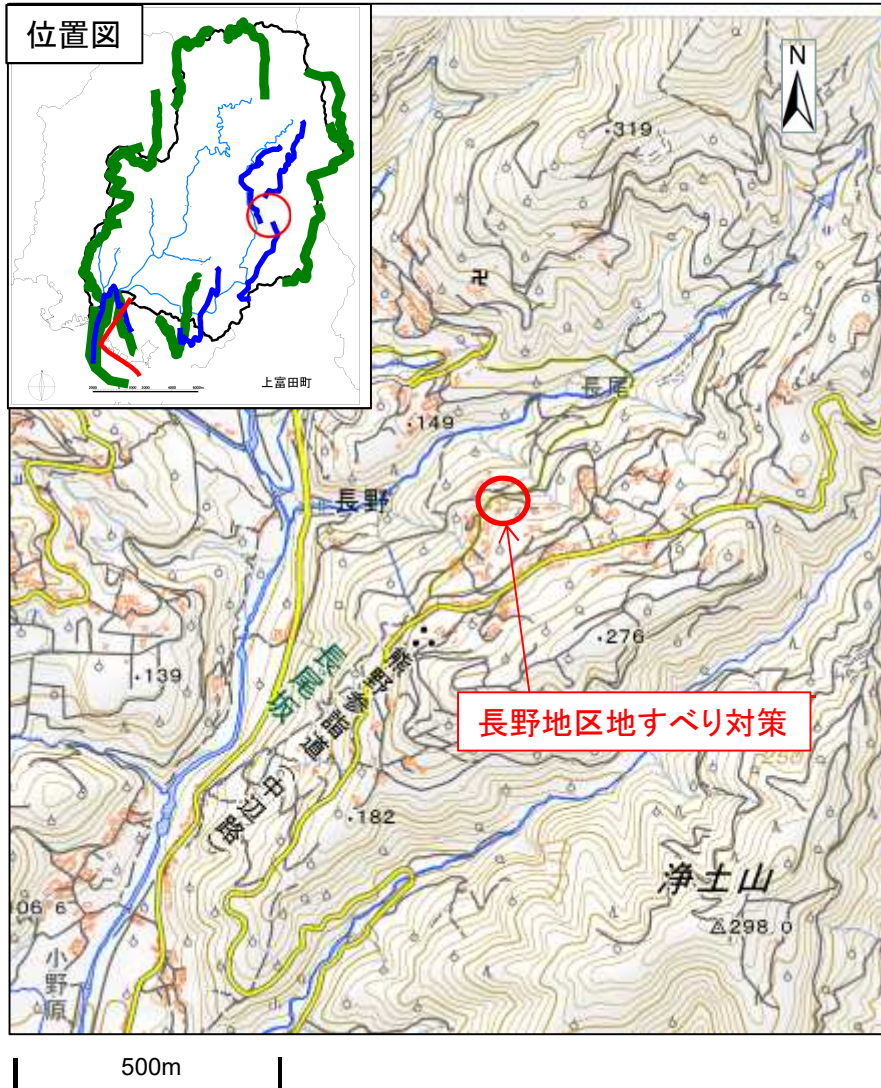 位置図
上富田町
N
319
卍
長尾
149
長野
276
139
長尾坂
熊野参詣道(中辺路)
長野地区地すべり対策
182
浄土山
298.0
106.6
小野原
500m